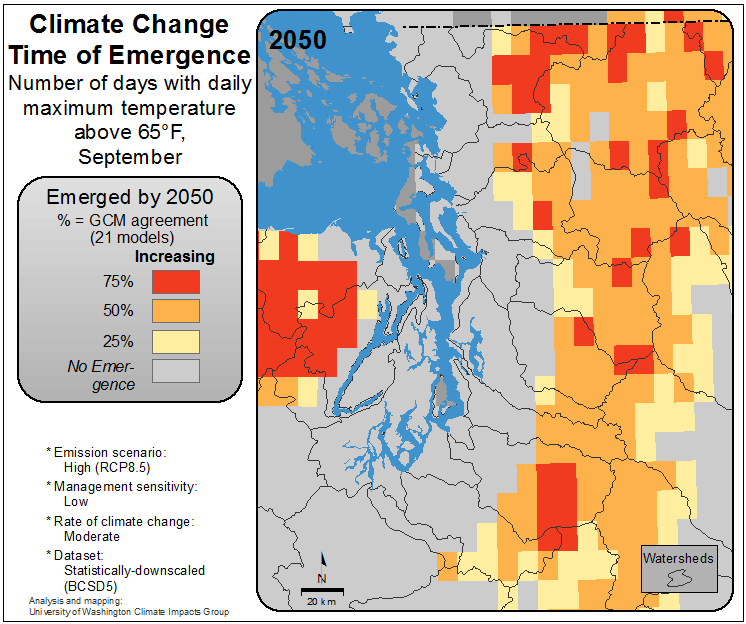 Climate Change
Time of Emergence
Number of days with daily
maximum temperature
above 65°F,
September
Emerged by 2050
% = GCM agreement
(21 models)
Increasing
75%
50%
25%
No Emer-
gence
* Emission scenario:
High (RCP8.5)
* Management sensitivity:
Low
* Rate of climate change:
Moderate
* Dataset:
Statistically-downscaled
(BCSD5)
Analysis and mapping:
University of Washington Climate Impacts Group
2050
N
20 km
Watersheds